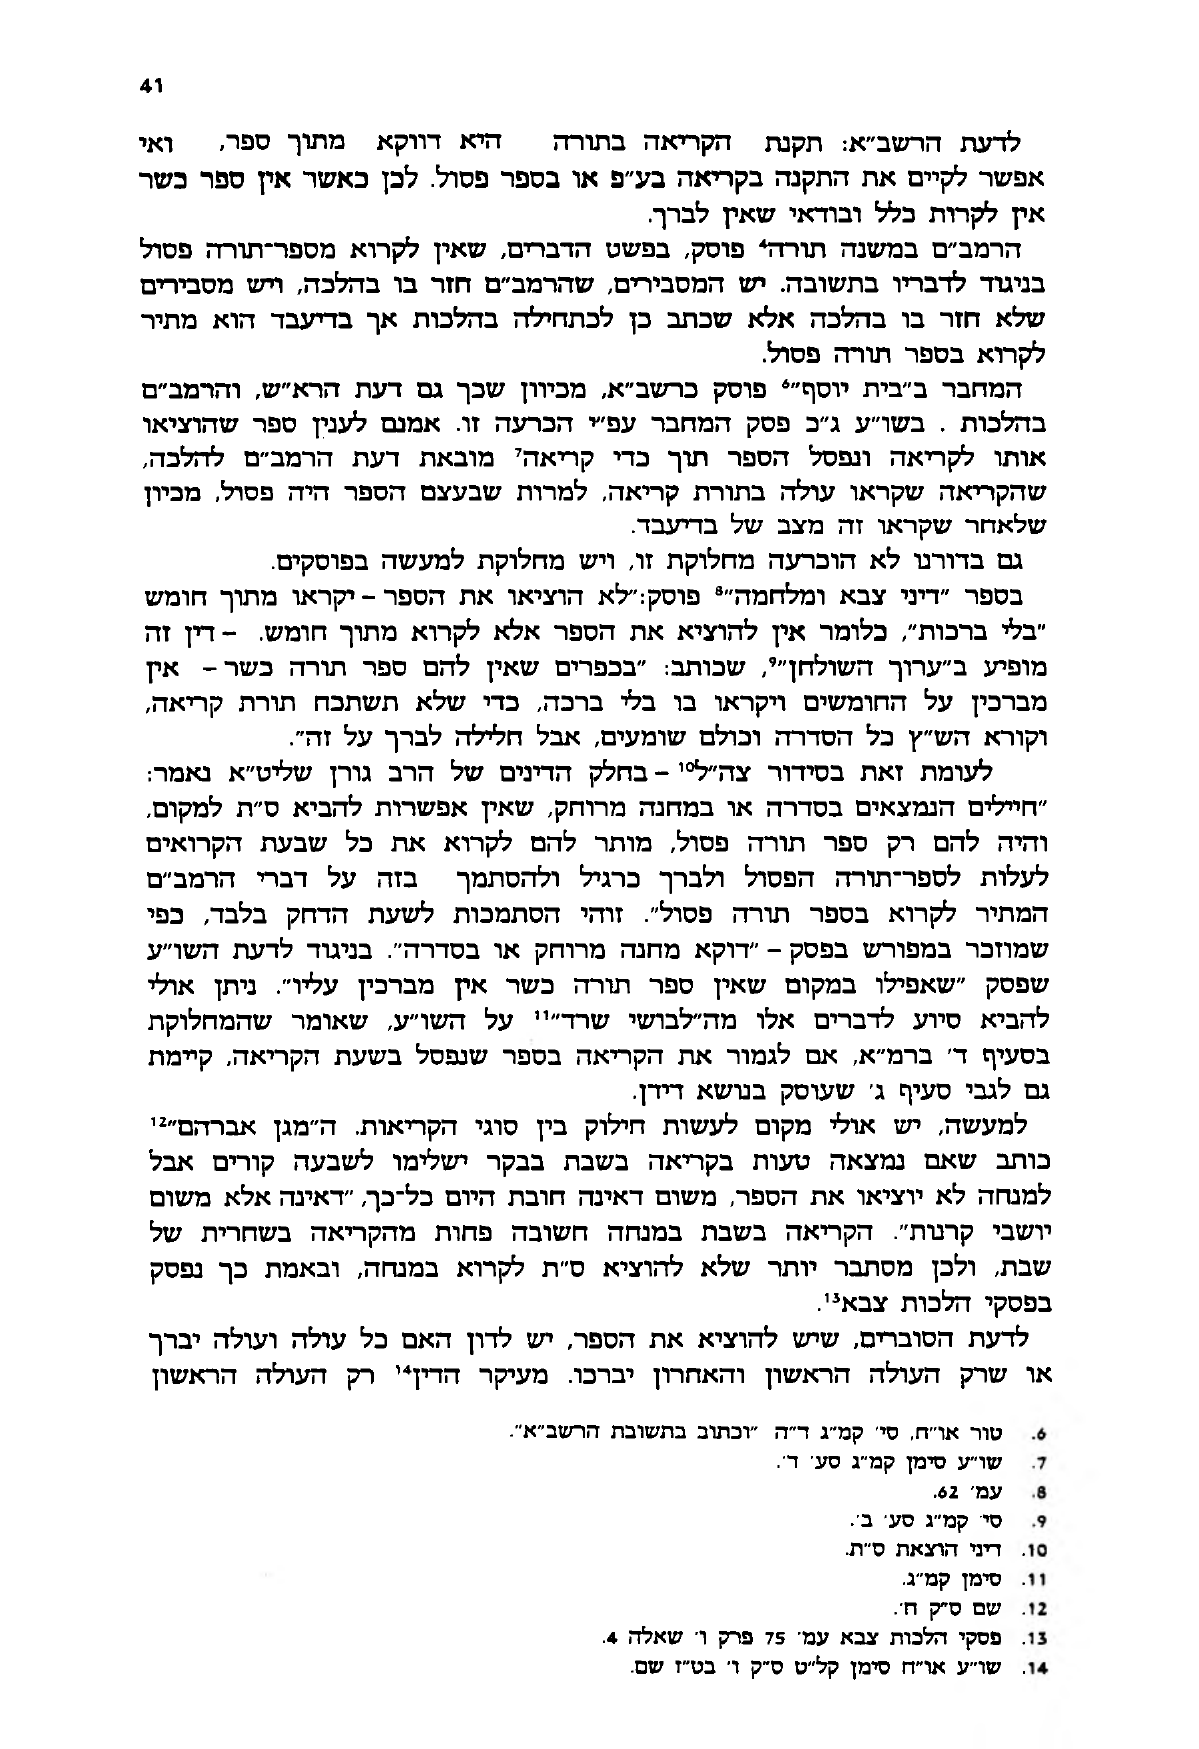 41
לדעת הרשב״א: תקנת הקריאה בתורה היא דווקא מתוך ספר, ואי
אפשר לקיים את התקנה בקריאה בע״פ או בספר פסול. לכן כאשר אין ספר כשר
אין לקרות כלל ובודאי שאין לברך.
הרמב״ם במשנה תורה⁴ פוסק, בפשט הדברים, שאין לקרוא מספר־תורה פסול
בניגוד לדבריו בתשובה. יש המסבירים, שהרמב״ם חזר בו בהלכה, ויש מסבירים
שלא חזר בו בהלכה אלא שכתב כן לכתחילה בהלכות אך בדיעבד הוא מתיר
לקרוא בספר תורה פסול.
המחבר ב״בית יוסף״⁶ פוסק כרשב״א, מכיוון שכך גם דעת הרא״ש, והרמב״ם
בהלכות . בשו״ע ג״כ פסק המחבר עפ״י הכרעה זו. אמנם לענין ספר שהוציאו
אותו לקריאה ונפסל הספר תוך כדי קריאה⁷ מובאת דעת הרמב״ם להלכה,
שהקריאה שקראו עולה בתורת קריאה, למרות שבעצם הספר היה פסול, מכיון
שלאחר שקראו זה מצב של בדיעבד.
גם בדורנו לא הוכרעה מחלוקת זו, ויש מחלוקת למעשה בפוסקים.
בספר ״דיני צבא ומלחמה״⁸ פוסק:״לא הוציאו את הספר – יקראו מתוך חומש
״בלי ברכות״, כלומר אין להוציא את הספר אלא לקרוא מתוך חומש. – דין זה
מופיע ב״ערוך השולחן״⁹, שכותב: ״בכפרים שאין להם ספר תורה כשר – אין
מברכין על החומשים ויקראו בו בלי ברכה, כדי שלא תשתכח תורת קריאה,
וקורא הש״ץ כל הסדרה וכולם שומעים, אבל חלילה לברך על זה״.
לעומת זאת בסידור צה״ל¹⁰ – בחלק הדינים של הרב גורן שליט״א נאמר:
״חיילים הנמצאים בסדרה או במחנה מרוחק, שאין אפשרות להביא ס״ת למקום,
והיה להם רק ספר תורה פסול, מותר להם לקרוא את כל שבעת הקרואים
לעלות לספר־תורה הפסול ולברך כרגיל ולהסתמך בזה על דברי הרמב״ם
המתיר לקרוא בספר תורה פסול״. זוהי הסתמכות לשעת הדחק בלבד, כפי
שמוזכר במפורש בפסק – ״דוקא מחנה מרוחק או בסדרה״. בניגוד לדעת השו״ע
שפסק ״שאפילו במקום שאין ספר תורה כשר אין מברכין עליו״. ניתן אולי
להביא סיוע לדברים אלו מה״לבושי שרד״¹¹ על השו״ע, שאומר שהמחלוקת
בסעיף ד׳ ברמ״א, אם לגמור את הקריאה בספר שנפסל בשעת הקריאה, קיימת
גם לגבי סעיף ג׳ שעוסק בנושא דידן.
למעשה, יש אולי מקום לעשות חילוק בין סוגי הקריאות. ה״מגן אברהם״¹²
כותב שאם נמצאה טעות בקריאה בשבת בבקר ישלימו לשבעה קורים אבל
למנחה לא יוציאו את הספר, משום דאינה חובת היום כל־כך, ״דאינה אלא משום
יושבי קרנות״. הקריאה בשבת במנחה חשובה פחות מהקריאה בשחרית של
שבת, ולכן מסתבר יותר שלא להוציא ס״ת לקרוא במנחה, ובאמת כך נפסק
בפסקי הלכות צבא¹³.
לדעת הסוברים, שיש להוציא את הספר, יש לדון האם כל עולה ועולה יברך
או שרק העולה הראשון והאחרון יברכו. מעיקר הדין¹⁴ רק העולה הראשון
6. טור או״ח, סי׳ קמ״ג ד״ה ״וכתוב בתשובת הרשב״א״.
7. שו״ע סימן קמ״ג סע׳ ד׳.
8. עמ׳ 62.
9. סי׳ קמ״ג סע׳ ב׳.
10. דיני הוצאת ס״ת.
11. סימן קמ״ג.
12. שם ס״ק ח׳.
13. פסקי הלכות צבא עמ׳ 75 פרק ו׳ שאלה 4.
14. שו״ע או״ח סימן קל״ט ס״ק ו׳ בט״ז שם.